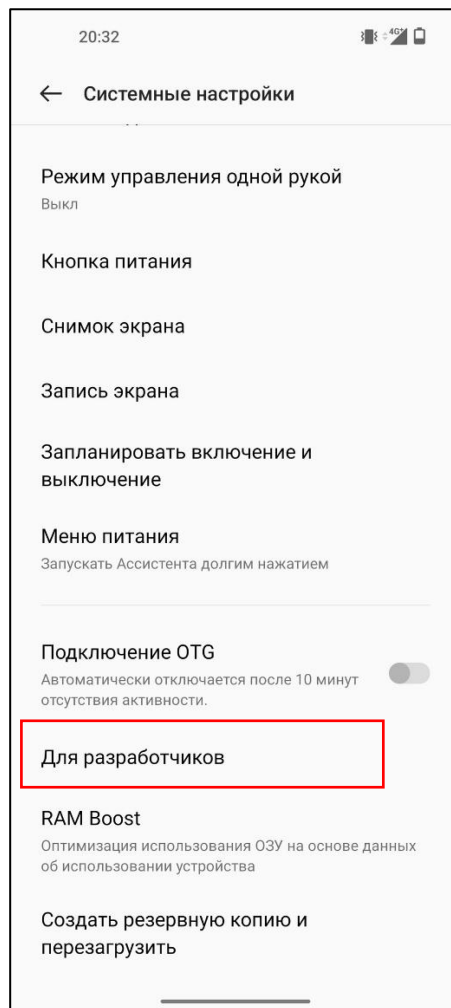 20:32
4G+
Системные настройки
Режим управления одной рукой
Выкл
Кнопка питания
Снимок экрана
Запись экрана
Запланировать включение и
выключение
Меню питания
Запускать Ассистента долгим нажатием
Подключение OTG
Автоматически отключается после 10 минут
отсутствия активности.
Для разработчиков
RAM Boost
Оптимизация использования ОЗУ на основе данных
об использовании устройства
Создать резервную копию и
перезагрузить